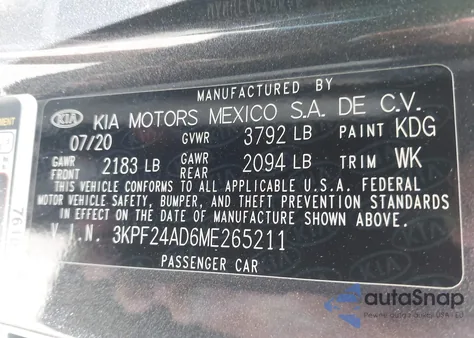 MANUFACTURED BY
KIA KIA MOTORS MEXICO S.A. DE C.V.
07/20 GVWR 3792 LB PAINT KDG
GAWR FRONT 2183 LB GAWR REAR 2094 LB TRIM WK
THIS VEHICLE CONFORMS TO ALL APPLICABLE U.S.A. FEDERAL
MOTOR VEHICLE SAFETY, BUMPER, AND THEFT PREVENTION STANDARDS
IN EFFECT ON THE DATE OF MANUFACTURE SHOWN ABOVE.
V.I.N. 3KPF24AD6ME265211
PASSENGER CAR
autoSnap